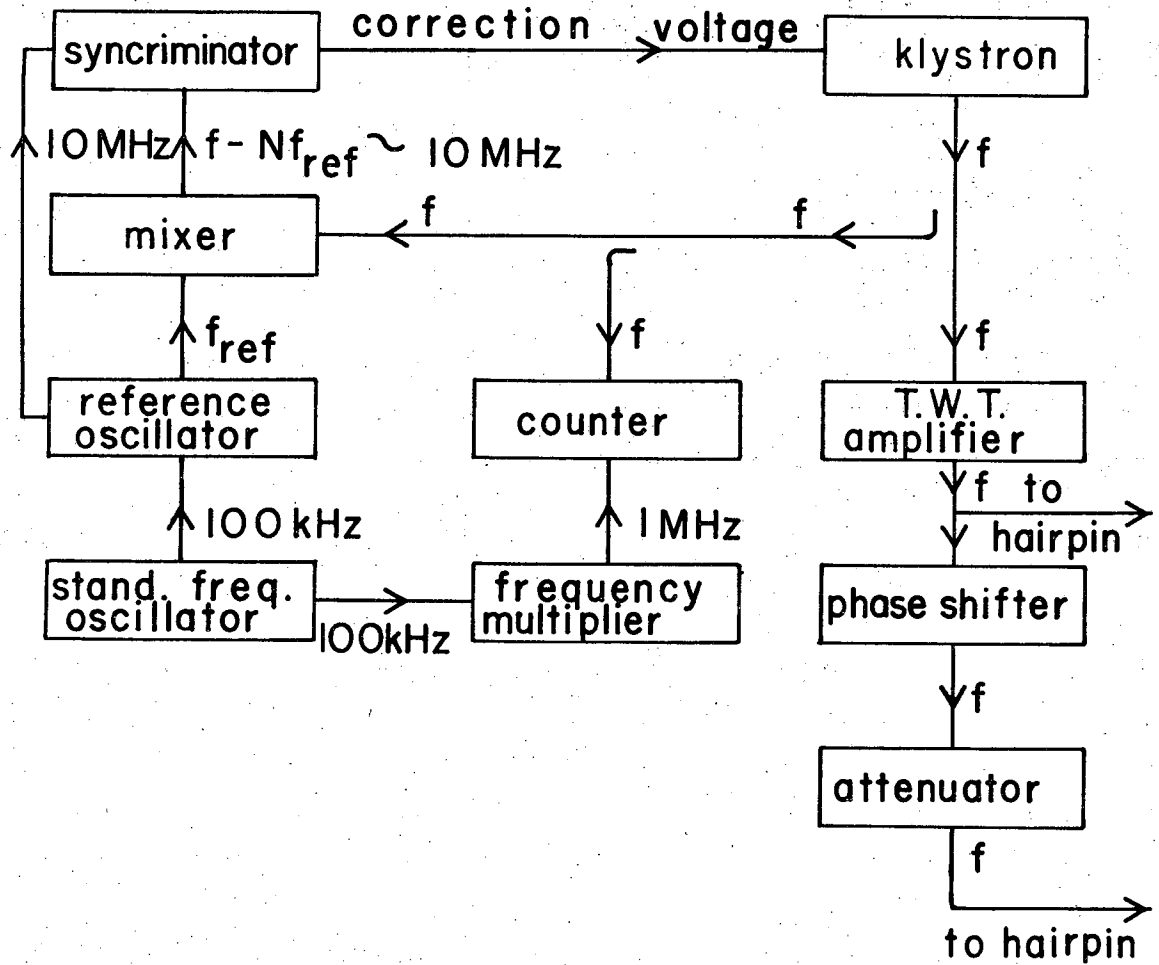 correction voltage
syncriminator
klystron
10 MHz
f - Nf_ref ~ 10 MHz
f
mixer
f
f
f_ref
f
f
reference
oscillator
counter
T.W.T.
amplifier
f to
hairpin
100 kHz
1 MHz
stand. freq.
oscillator
100kHz
frequency
multiplier
phase shifter
f
attenuator
f
to hairpin